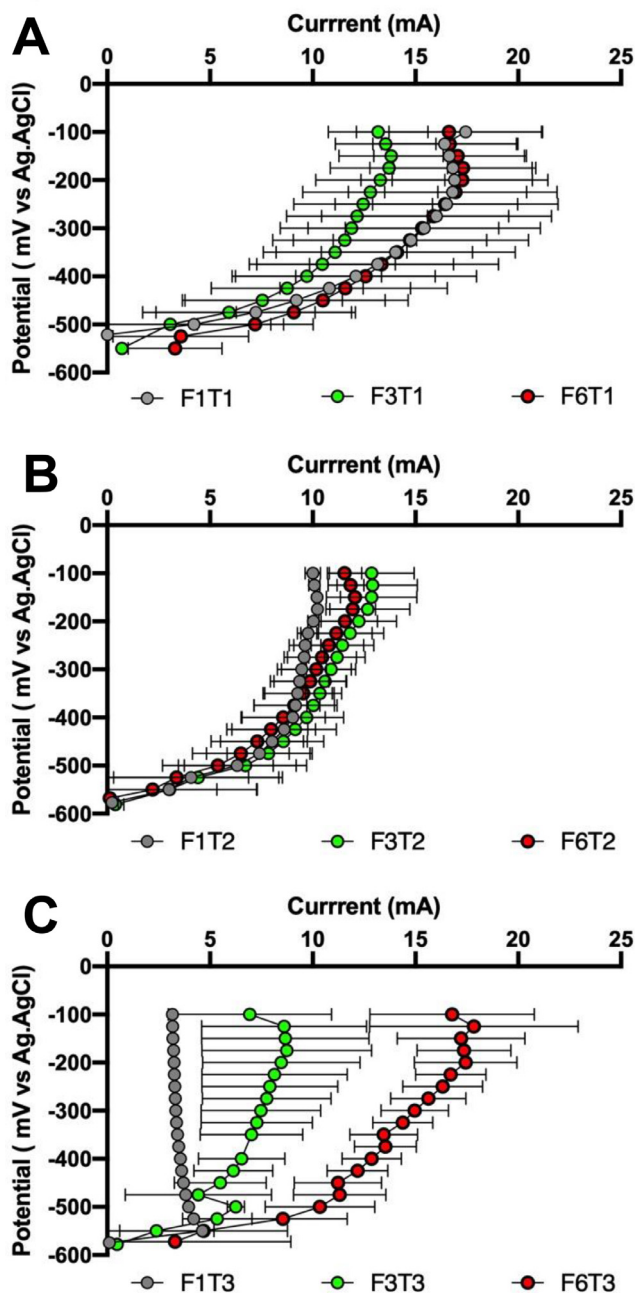 A
Currrent (mA)
0 5 10 15 20 25
Potential ( mV vs Ag.AgCl)
0
-100
-200
-300
-400
-500
-600
F1T1 F3T1 F6T1
B
Currrent (mA)
0 5 10 15 20 25
Potential ( mV vs Ag.AgCl)
0
-100
-200
-300
-400
-500
-600
F1T2 F3T2 F6T2
C
Currrent (mA)
0 5 10 15 20 25
Potential ( mV vs Ag.AgCl)
0
-100
-200
-300
-400
-500
-600
F1T3 F3T3 F6T3